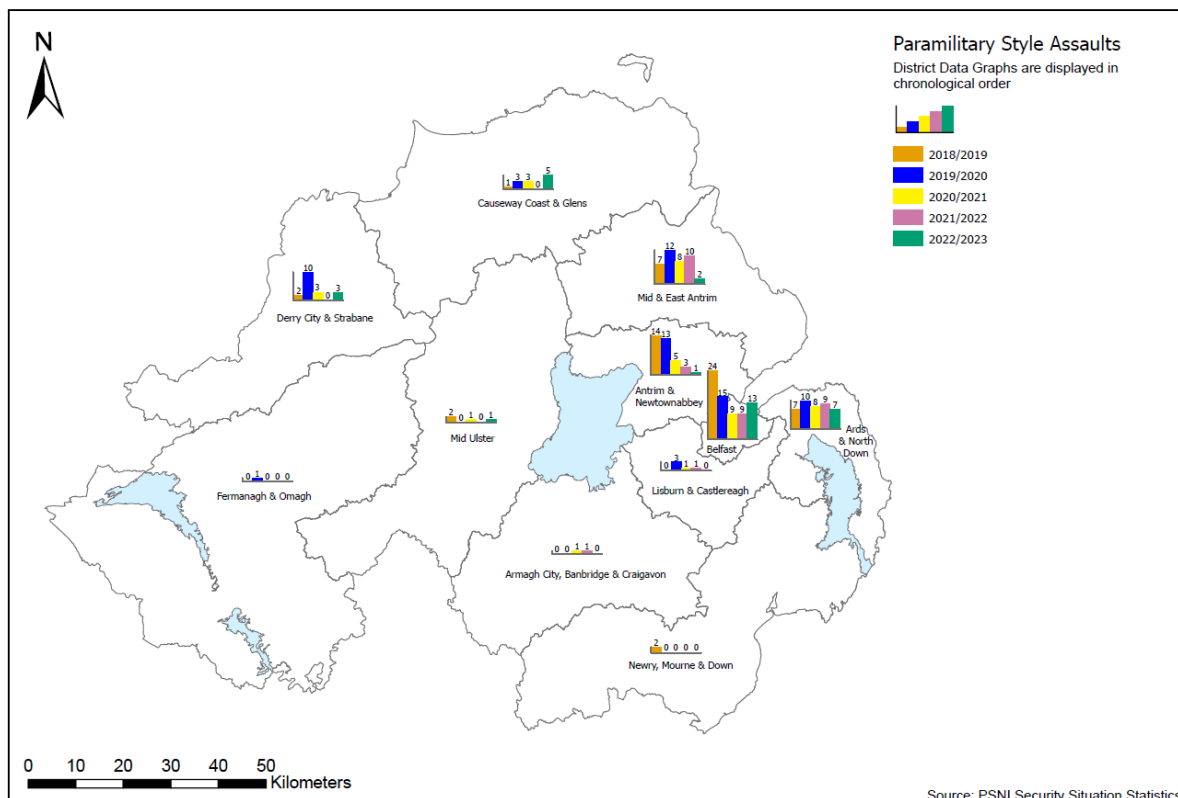 N
Paramilitary Style Assaults
District Data Graphs are displayed in
chronological order
2018/2019
2019/2020
2020/2021
2021/2022
2022/2023
1 3 3 0 5
Causeway Coast & Glens
7 12 8 10 2
Mid & East Antrim
2 10 3 0 3
Derry City & Strabane
14 13 5 3 1
Antrim &
Newtownabbey
24 15 9 9 13
Belfast
7 10 8 9 7
Ards
& North
Down
2 0 1 0 1
Mid Ulster
0 3 1 1 0
Lisburn & Castlereagh
0 1 0 0 0
Fermanagh & Omagh
0 0 1 1 0
Armagh City, Banbridge & Craigavon
2 0 0 0 0
Newry, Mourne & Down
0 10 20 30 40 50
Kilometers
Source: PSNI Security Situation Statistics